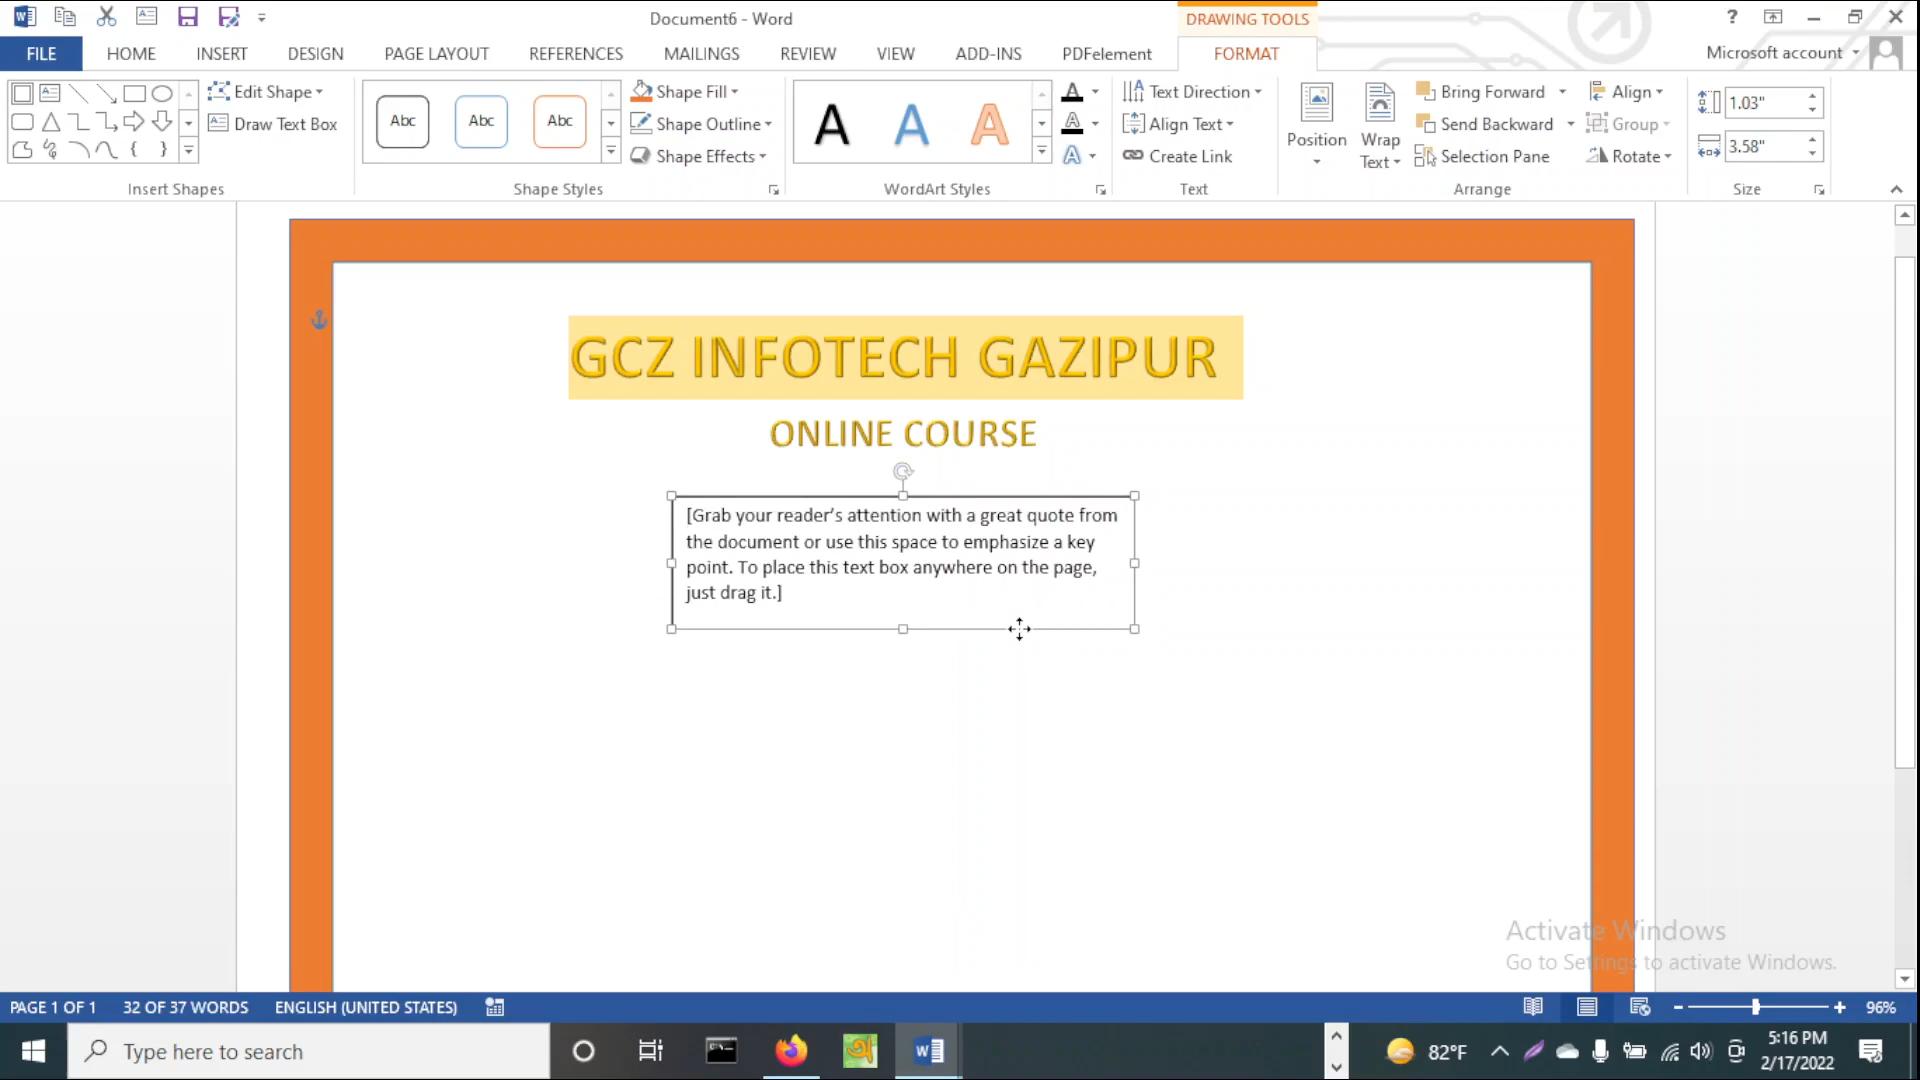 Document6 - Word
DRAWING TOOLS
?
FILE HOME INSERT DESIGN PAGE LAYOUT REFERENCES MAILINGS REVIEW VIEW ADD-INS PDFelement FORMAT Microsoft account
Edit Shape
Draw Text Box
Insert Shapes
Abc Abc Abc
Shape Fill
Shape Outline
Shape Effects
Shape Styles
A A A
WordArt Styles
Text Direction
Align Text
Create Link
Text
Position
Wrap
Text
Bring Forward
Send Backward
Selection Pane
Align
Group
Rotate
Arrange
1.03"
3.58"
Size
GCZ INFOTECH GAZIPUR
ONLINE COURSE
[Grab your reader’s attention with a great quote from
the document or use this space to emphasize a key
point. To place this text box anywhere on the page,
just drag it.]
Activate Windows
Go to Settings to activate Windows.
PAGE 1 OF 1 32 OF 37 WORDS ENGLISH (UNITED STATES) 96%
Type here to search
82°F
5:16 PM
2/17/2022